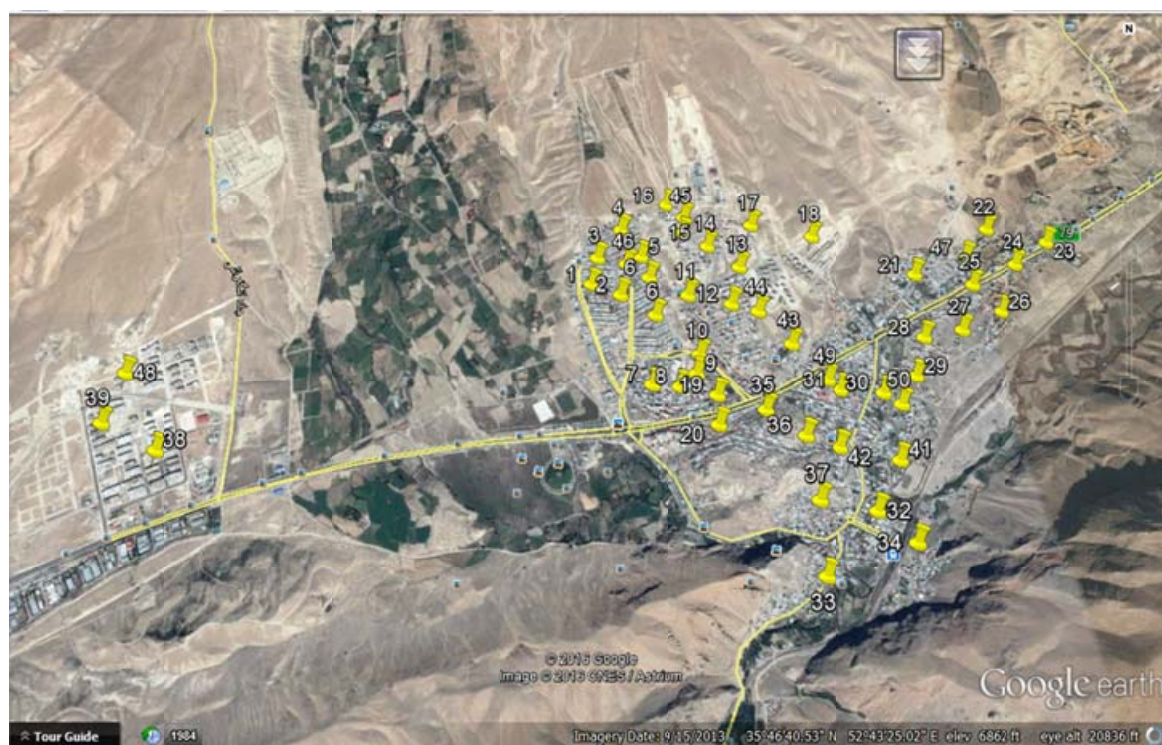 N
16 45
4 17
14 18 22
15
3 46 5 13 47 24
79
23
1 2 6 11 21 25
6 12 44 26
27
10 43 28
7 8 9 49 29
48 19 35 31 30 50
39 36
20
38 42 41
37
32
34
33
© 2016 Google
Image © 2016 CNES / Astrium
Google earth
Tour Guide
1984
Imagery Date: 9/15/2013 35°46'40.53" N 52°43'25.02" E elev 6862 ft eye alt 20836 ft